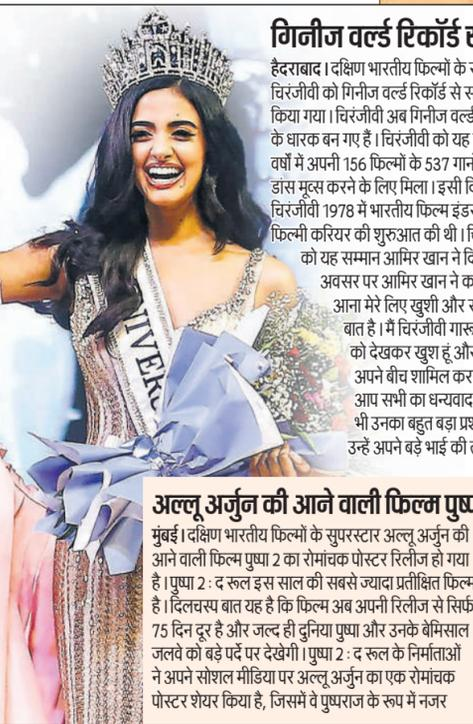 गिनीज वर्ल्ड रिकॉर्ड
हैदराबाद। दक्षिण भारतीय फिल्मों के
चिरंजीवी को गिनीज वर्ल्ड रिकॉर्ड से
किया गया। चिरंजीवी अब गिनीज वर्ल्ड
के धारक बन गए हैं। चिरंजीवी को यह
वर्षों में अपनी 156 फिल्मों के 537
डांस मूव्स करने के लिए मिला। इसी
चिरंजीवी 1978 में भारतीय फिल्म
फिल्मी करियर की शुरुआत की थी।
को यह सम्मान आमिर खान ने
अवसर पर आमिर खान ने
आना मेरे लिए खुशी और
बात है। मैं चिरंजीवी
को देखकर खुश हूं
अपने बीच शामिल
आप सभी का धन्यवाद
भी उनका बहुत बड़ा
उन्हें अपने बड़े भाई की
NIVER
अल्लू अर्जुन की आने वाली फिल्म
मुंबई। दक्षिण भारतीय फिल्मों के सुपरस्टार अल्लू अर्जुन की
आने वाली फिल्म पुष्पा 2 का रोमांचक पोस्टर रिलीज हो गया
है। पुष्पा 2 : द रूल इस साल की सबसे ज्यादा प्रतीक्षित फिल्म
है। दिलचस्प बात यह है कि फिल्म अब अपनी रिलीज से सिर्फ
75 दिन दूर है और जल्द ही दुनिया पुष्पा और उनके बेमिसाल
जलवे को बड़े पर्दे पर देखेगी। पुष्पा 2 : द रूल के निर्माताओं
ने अपने सोशल मीडिया पर अल्लू अर्जुन का एक रोमांचक
पोस्टर शेयर किया है, जिसमें वे पुष्पराज के रूप में नजर